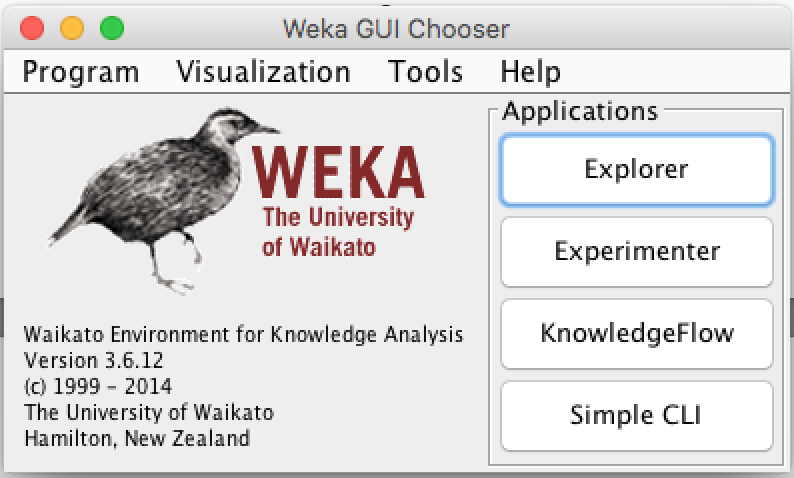 Weka GUI Chooser
Program Visualization Tools Help
WEKA
The University
of Waikato
Waikato Environment for Knowledge Analysis
Version 3.6.12
(c) 1999 – 2014
The University of Waikato
Hamilton, New Zealand
Applications
Explorer
Experimenter
KnowledgeFlow
Simple CLI